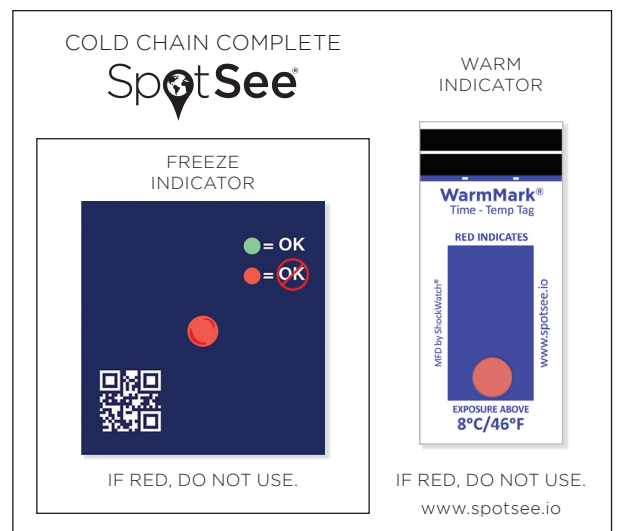 COLD CHAIN COMPLETE
SpotSee®
FREEZE
INDICATOR
= OK
= OK
IF RED, DO NOT USE.
WARM
INDICATOR
WarmMark®
Time - Temp Tag
RED INDICATES
MFD by ShockWatch®
www.spotsee.io
EXPOSURE ABOVE
8°C/46°F
IF RED, DO NOT USE.
www.spotsee.io